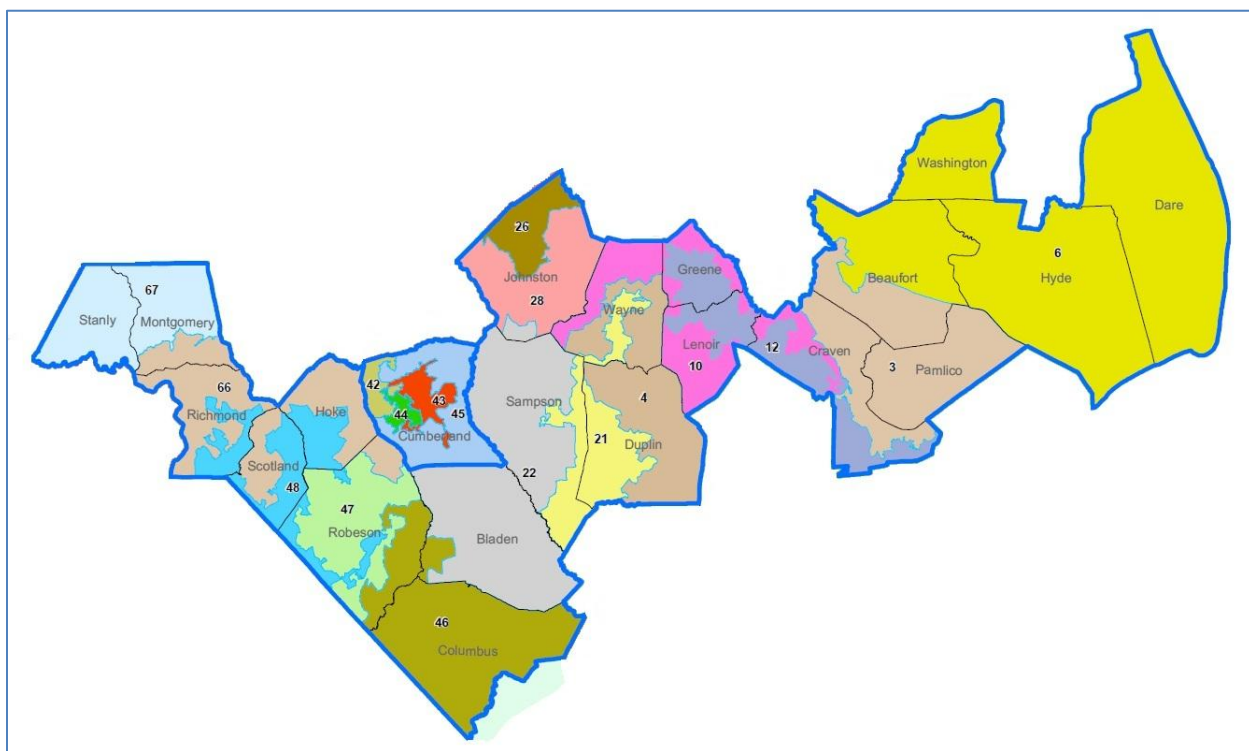 Washington
Dare
26
6
Greene
Hyde
Johnston
Beaufort
67
28
Wayne
Stanly
Montgomery
Lenoir
12
Craven
10
3
Pamlico
66
42
43
Sampson
4
Richmond
Hoke
44
45
Cumberland
21
Duplin
Scotland
22
48
47
Robeson
Bladen
46
Columbus